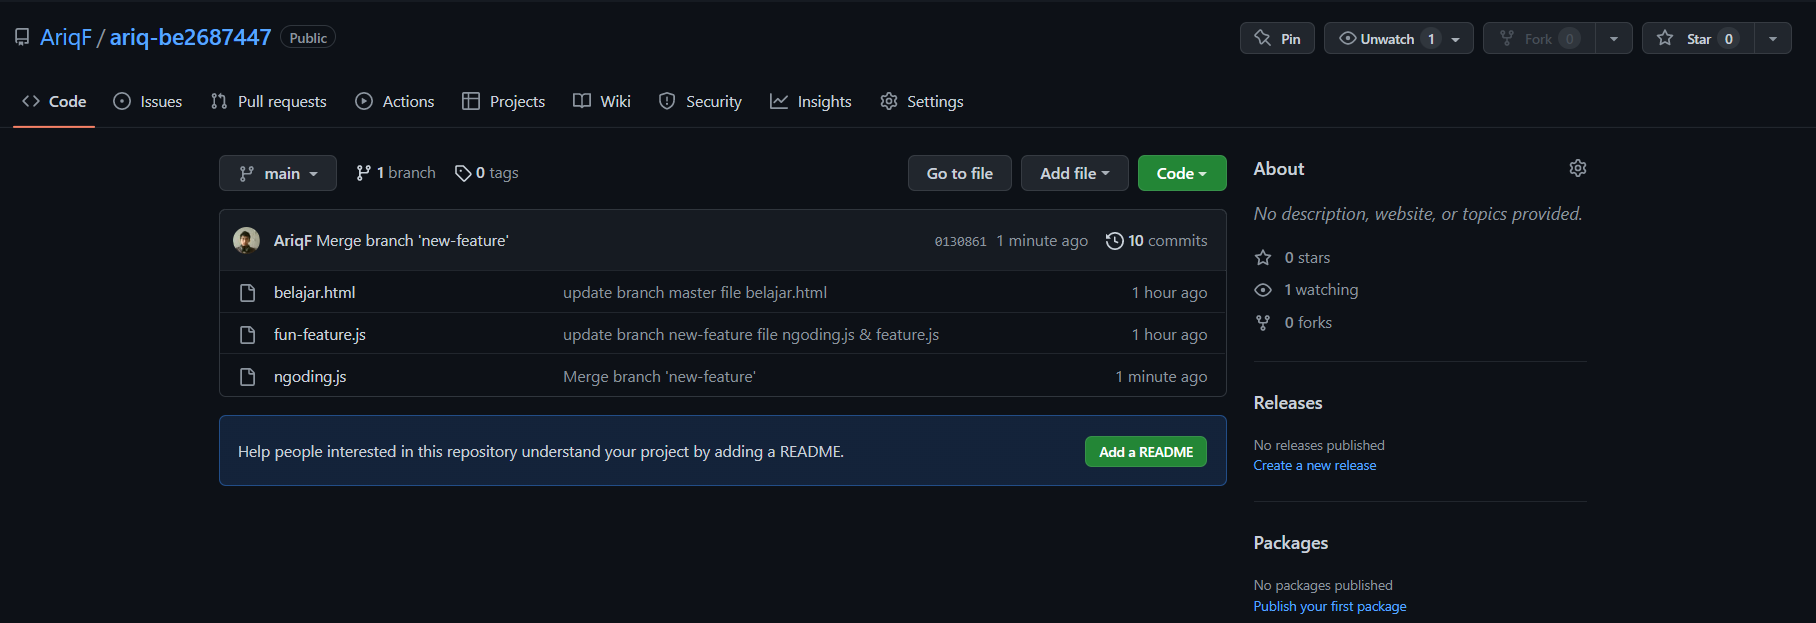 AriqF / ariq-be2687447 Public
Pin
Unwatch 1
Fork 0
Star 0
Code
Issues
Pull requests
Actions
Projects
Wiki
Security
Insights
Settings
main
1 branch
0 tags
Go to file
Add file
Code
AriqF Merge branch 'new-feature' 0130861 1 minute ago 10 commits
belajar.html update branch master file belajar.html 1 hour ago
fun-feature.js update branch new-feature file ngoding.js & feature.js 1 hour ago
ngoding.js Merge branch 'new-feature' 1 minute ago
Help people interested in this repository understand your project by adding a README.
Add a README
About
No description, website, or topics provided.
0 stars
1 watching
0 forks
Releases
No releases published
Create a new release
Packages
No packages published
Publish your first package